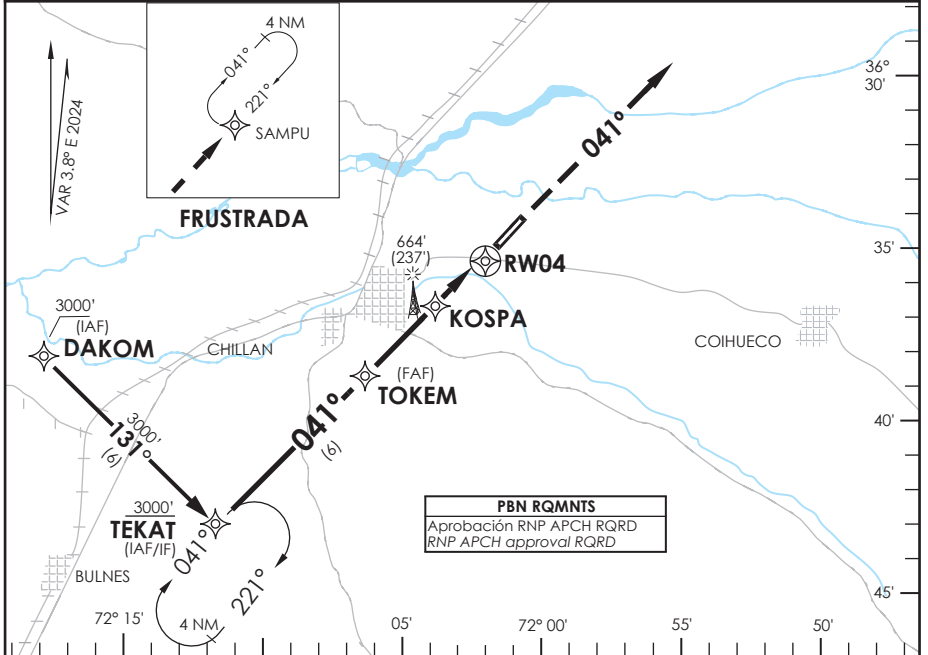 4 NM
041°
221°
SAMPU
VAR 3.8° E 2024
FRUSTRADA
36°
30'
041°
664'
(237')
35'
RW04
KOSPA
3000'
(IAF)
DAKOM
CHILLAN
COIHUECO
(FAF)
TOKEM
3000'
131°
(6)
041°
(6)
40'
3000'
TEKAT
(IAF/IF)
041°
221°
4 NM
PBN RQMNTS
Aprobación RNP APCH RQRD
RNP APCH approval RQRD
BULNES
45'
72° 15'
05'
72° 00'
55'
50'